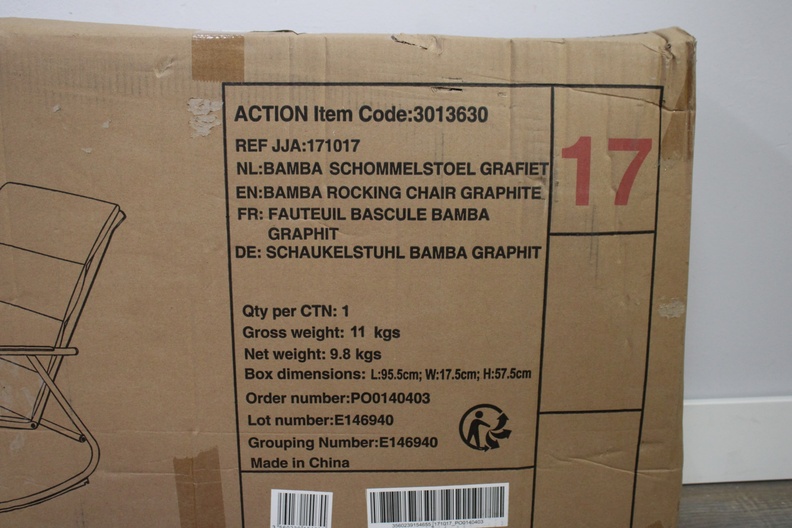 ACTION Item Code:3013630
17
REF JJA:171017
NL:BAMBA SCHOMMELSTOEL GRAFIET
EN:BAMBA ROCKING CHAIR GRAPHITE
FR: FAUTEUIL BASCULE BAMBA
GRAPHIT
DE: SCHAUKELSTUHL BAMBA GRAPHIT
Qty per CTN: 1
Gross weight: 11 kgs
Net weight: 9.8 kgs
Box dimensions: L:95.5cm; W:17.5cm; H:57.5cm
Order number:PO0140403
Lot number:E146940
Grouping Number:E146940
Made in China